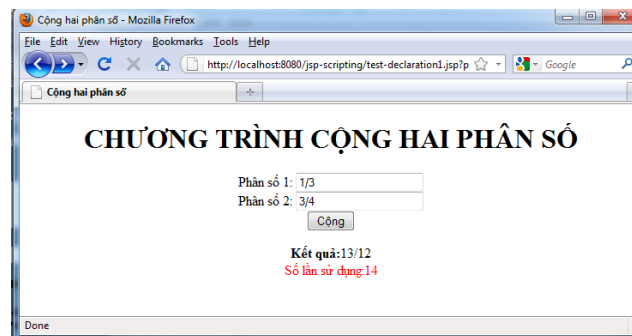 Cộng hai phân số - Mozilla Firefox
File Edit View History Bookmarks Tools Help
http://localhost:8080/jsp-scripting/test-declaration1.jsp?p
Google
Cộng hai phân số
CHƯƠNG TRÌNH CỘNG HAI PHÂN SỐ
Phân số 1: 1/3
Phân số 2: 3/4
Cộng
Kết quả:13/12
Số lần sử dụng:14
Done